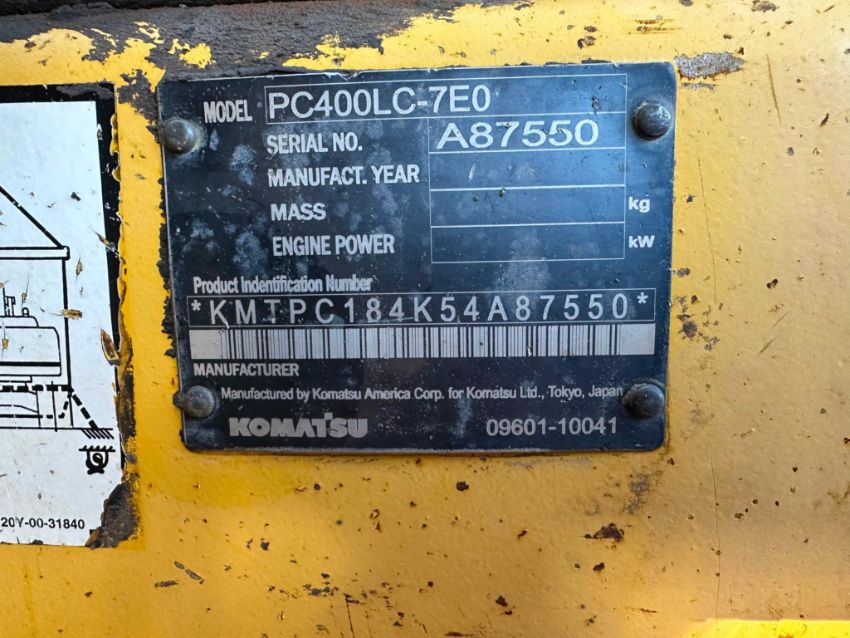 MODEL PC400LC-7E0
SERIAL NO. A87550
MANUFACT. YEAR
MASS kg
ENGINE POWER kW
Product Indentification Number
*KMTPC184K54A87550*
MANUFACTURER
Manufactured by Komatsu America Corp. for Komatsu Ltd., Tokyo, Japan
KOMATSU 09601-10041
20Y-00-31840